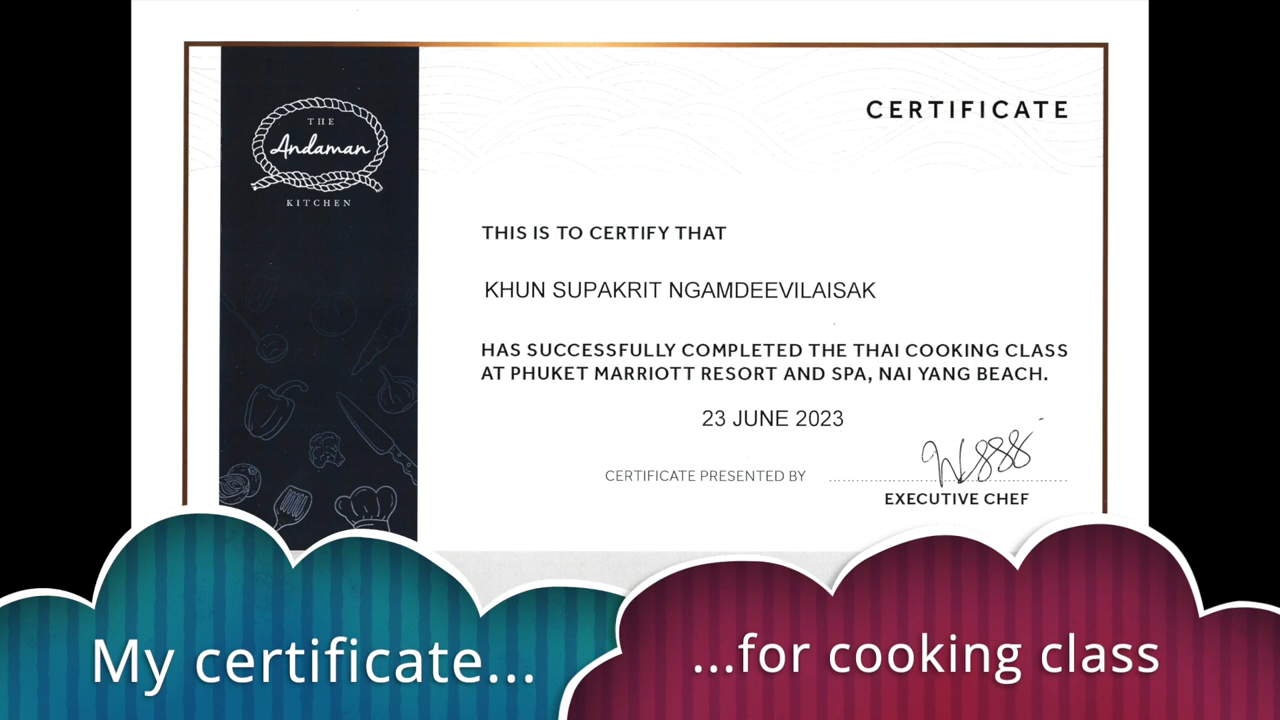 THE
Andaman
KITCHEN
CERTIFICATE
THIS IS TO CERTIFY THAT
KHUN SUPAKRIT NGAMDEEVILAISAK
HAS SUCCESSFULLY COMPLETED THE THAI COOKING CLASS
AT PHUKET MARRIOTT RESORT AND SPA, NAI YANG BEACH.
23 JUNE 2023
CERTIFICATE PRESENTED BY
EXECUTIVE CHEF
My certificate...
...for cooking class